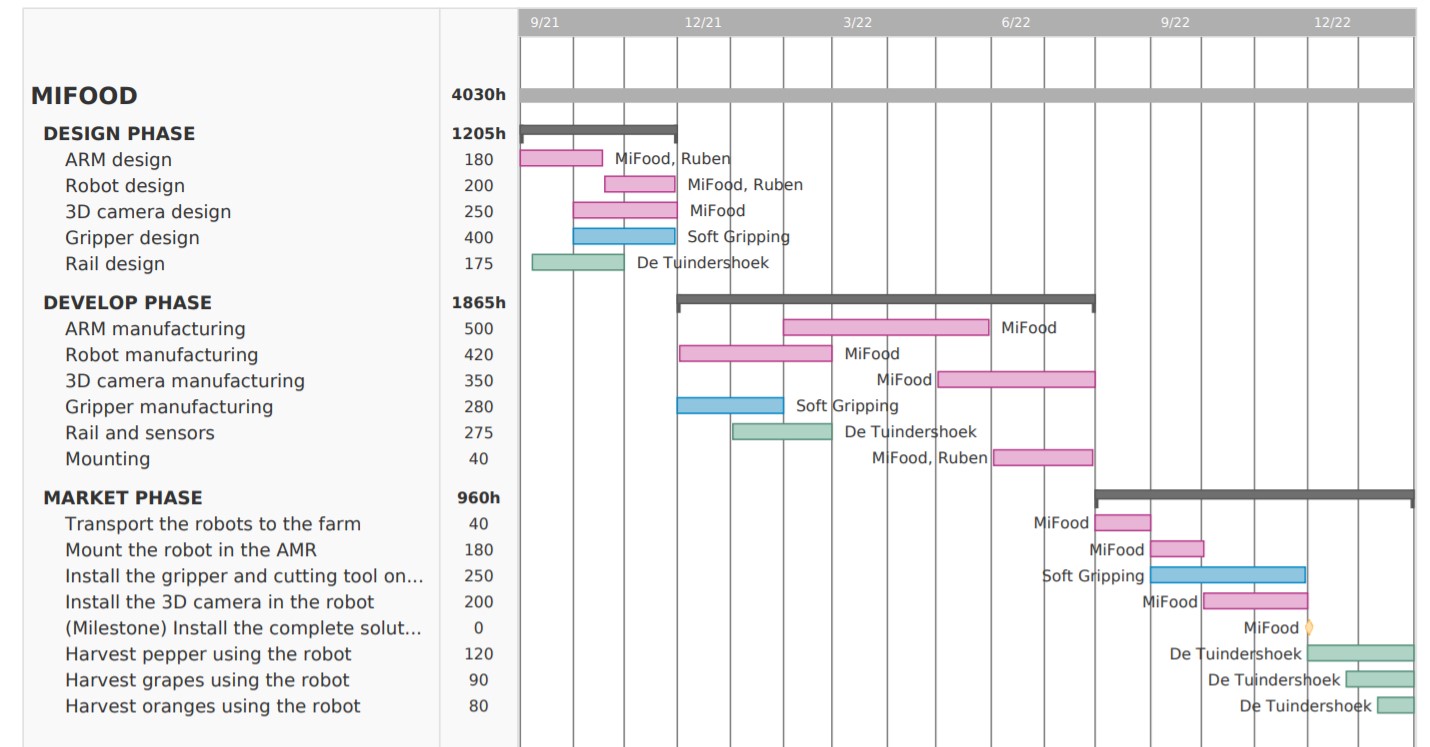 9/21 12/21 3/22 6/22 9/22 12/22
MIFOOD 4030h
DESIGN PHASE 1205h
ARM design 180 MiFood, Ruben
Robot design 200 MiFood, Ruben
3D camera design 250 MiFood
Gripper design 400 Soft Gripping
Rail design 175 De Tuindershoek
DEVELOP PHASE 1865h
ARM manufacturing 500 MiFood
Robot manufacturing 420 MiFood
3D camera manufacturing 350 MiFood
Gripper manufacturing 280 Soft Gripping
Rail and sensors 275 De Tuindershoek
Mounting 40 MiFood, Ruben
MARKET PHASE 960h
Transport the robots to the farm 40 MiFood
Mount the robot in the AMR 180 MiFood
Install the gripper and cutting tool on... 250 Soft Gripping
Install the 3D camera in the robot 200 MiFood
(Milestone) Install the complete solut... 0 MiFood
Harvest pepper using the robot 120 De Tuindershoek
Harvest grapes using the robot 90 De Tuindershoek
Harvest oranges using the robot 80 De Tuindershoek